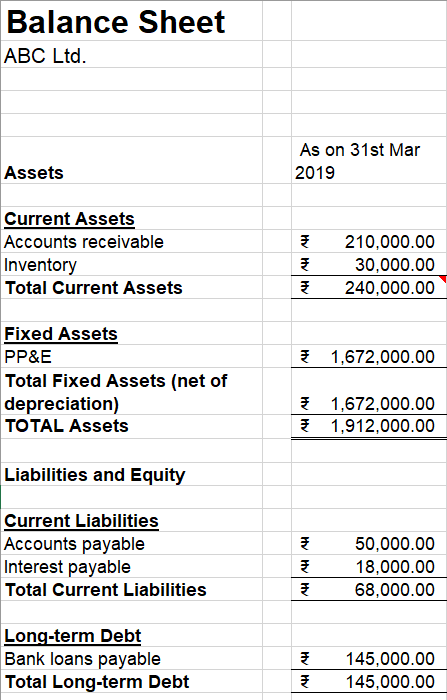 Balance Sheet
ABC Ltd.
As on 31st Mar
Assets 2019
Current Assets
Accounts receivable ₹ 210,000.00
Inventory ₹ 30,000.00
Total Current Assets ₹ 240,000.00
Fixed Assets
PP&E ₹ 1,672,000.00
Total Fixed Assets (net of
depreciation) ₹ 1,672,000.00
TOTAL Assets ₹ 1,912,000.00
Liabilities and Equity
Current Liabilities
Accounts payable ₹ 50,000.00
Interest payable ₹ 18,000.00
Total Current Liabilities ₹ 68,000.00
Long-term Debt
Bank loans payable ₹ 145,000.00
Total Long-term Debt ₹ 145,000.00